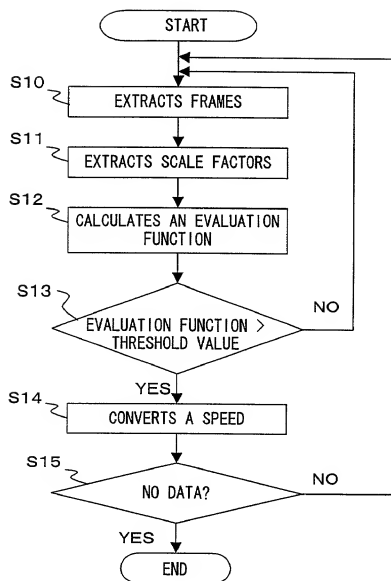 START
S10
EXTRACTS FRAMES
S11
EXTRACTS SCALE FACTORS
S12
CALCULATES AN EVALUATION
FUNCTION
S13
NO
EVALUATION FUNCTION >
THRESHOLD VALUE
YES
S14
CONVERTS A SPEED
S15
NO
NO DATA?
YES
END